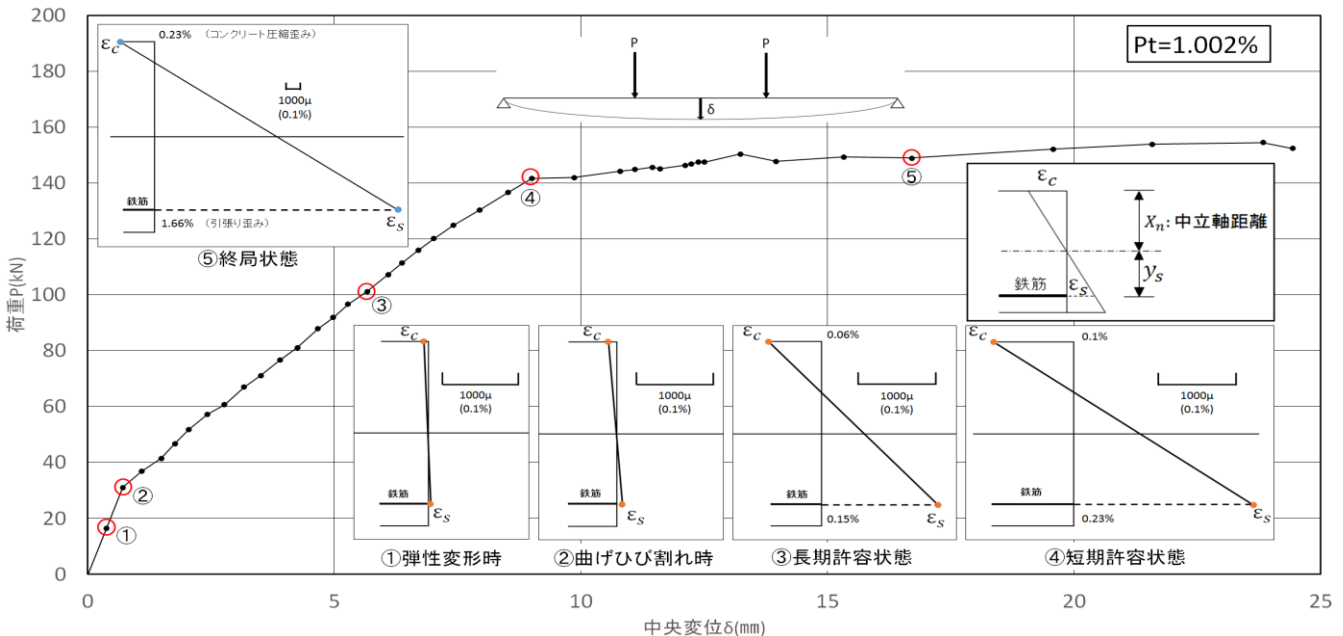 200
180
160
140
120
100
80
60
40
20
0
荷重P(kN)
0
5
10
15
20
25
中央変位δ(mm)
Pt=1.002%
0.23% (コンクリート圧縮歪み)
εc
1000μ
(0.1%)
鉄筋
1.66% (引張り歪み)
εs
⑤終局状態
P
P
δ
①
②
③
④
⑤
εc
Xn:中立軸距離
ys
鉄筋
εs
εc
1000μ
(0.1%)
鉄筋
εs
①弾性変形時
εc
1000μ
(0.1%)
鉄筋
εs
②曲げひび割れ時
εc
0.06%
1000μ
(0.1%)
鉄筋
0.15%
εs
③長期許容状態
εc
0.1%
1000μ
(0.1%)
鉄筋
0.23%
εs
④短期許容状態